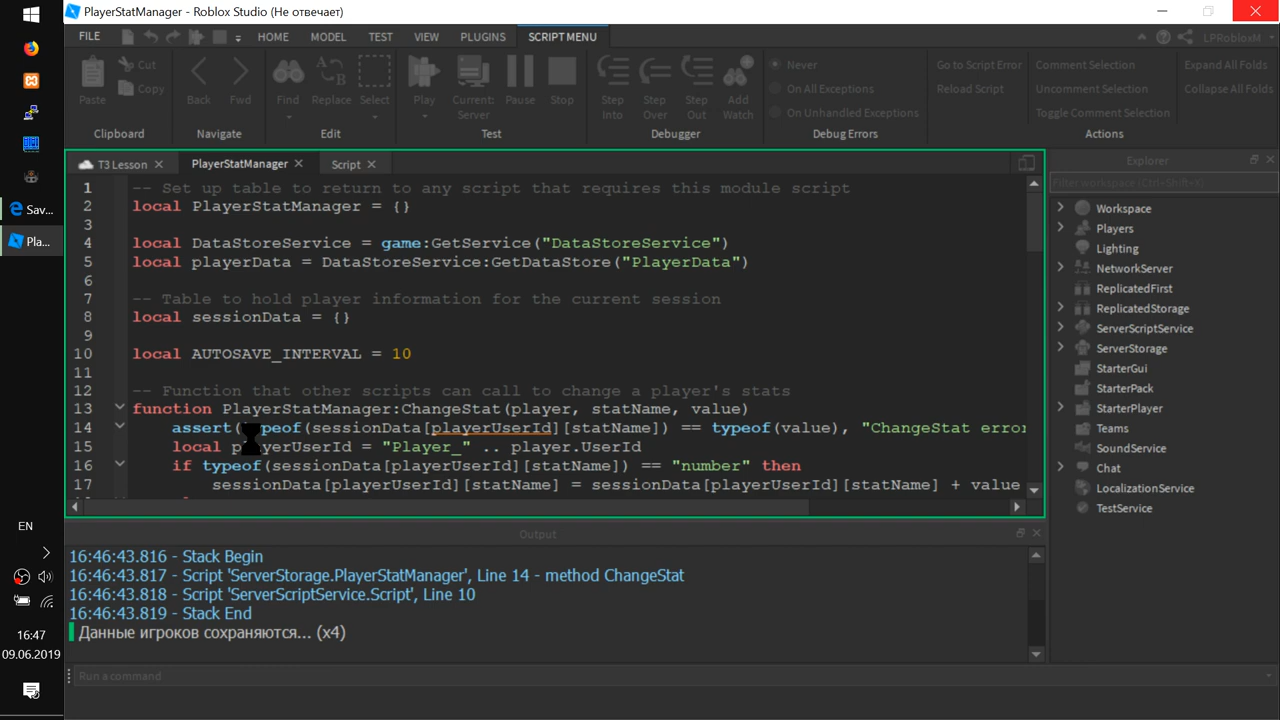 PlayerStatManager - Roblox Studio (Не отвечает)
FILE HOME MODEL TEST VIEW PLUGINS SCRIPT MENU LPRobloxM
Paste Cut Copy Back Fwd Find Replace Select Play Current: Server Pause Stop Step Into Step Over Step Out Add Watch
Never
On All Exceptions
On Unhandled Exceptions
Go to Script Error
Reload Script
Comment Selection
Uncomment Selection
Toggle Comment Selection
Expand All Folds
Collapse All Folds
Clipboard Navigate Edit Test Debugger Debug Errors Actions
T3 Lesson PlayerStatManager Script
1 -- Set up table to return to any script that requires this module script
2 local PlayerStatManager = {}
3
4 local DataStoreService = game:GetService("DataStoreService")
5 local playerData = DataStoreService:GetDataStore("PlayerData")
6
7 -- Table to hold player information for the current session
8 local sessionData = {}
9
10 local AUTOSAVE_INTERVAL = 10
11
12 -- Function that other scripts can call to change a player's stats
13 function PlayerStatManager:ChangeStat(player, statName, value)
14 assert(typeof(sessionData[playerUserId][statName]) == typeof(value), "ChangeStat error
15 local playerUserId = "Player_" .. player.UserId
16 if typeof(sessionData[playerUserId][statName]) == "number" then
17 sessionData[playerUserId][statName] = sessionData[playerUserId][statName] + value
Output
16:46:43.816 - Stack Begin
16:46:43.817 - Script 'ServerStorage.PlayerStatManager', Line 14 - method ChangeStat
16:46:43.818 - Script 'ServerScriptService.Script', Line 10
16:46:43.819 - Stack End
Данные игроков сохраняются... (x4)
Run a command
Explorer
Filter workspace (Ctrl+Shift+X)
Workspace
Players
Lighting
NetworkServer
ReplicatedFirst
ReplicatedStorage
ServerScriptService
ServerStorage
StarterGui
StarterPack
StarterPlayer
Teams
SoundService
Chat
LocalizationService
TestService
Sav...
Pla...
EN
16:47
09.06.2019